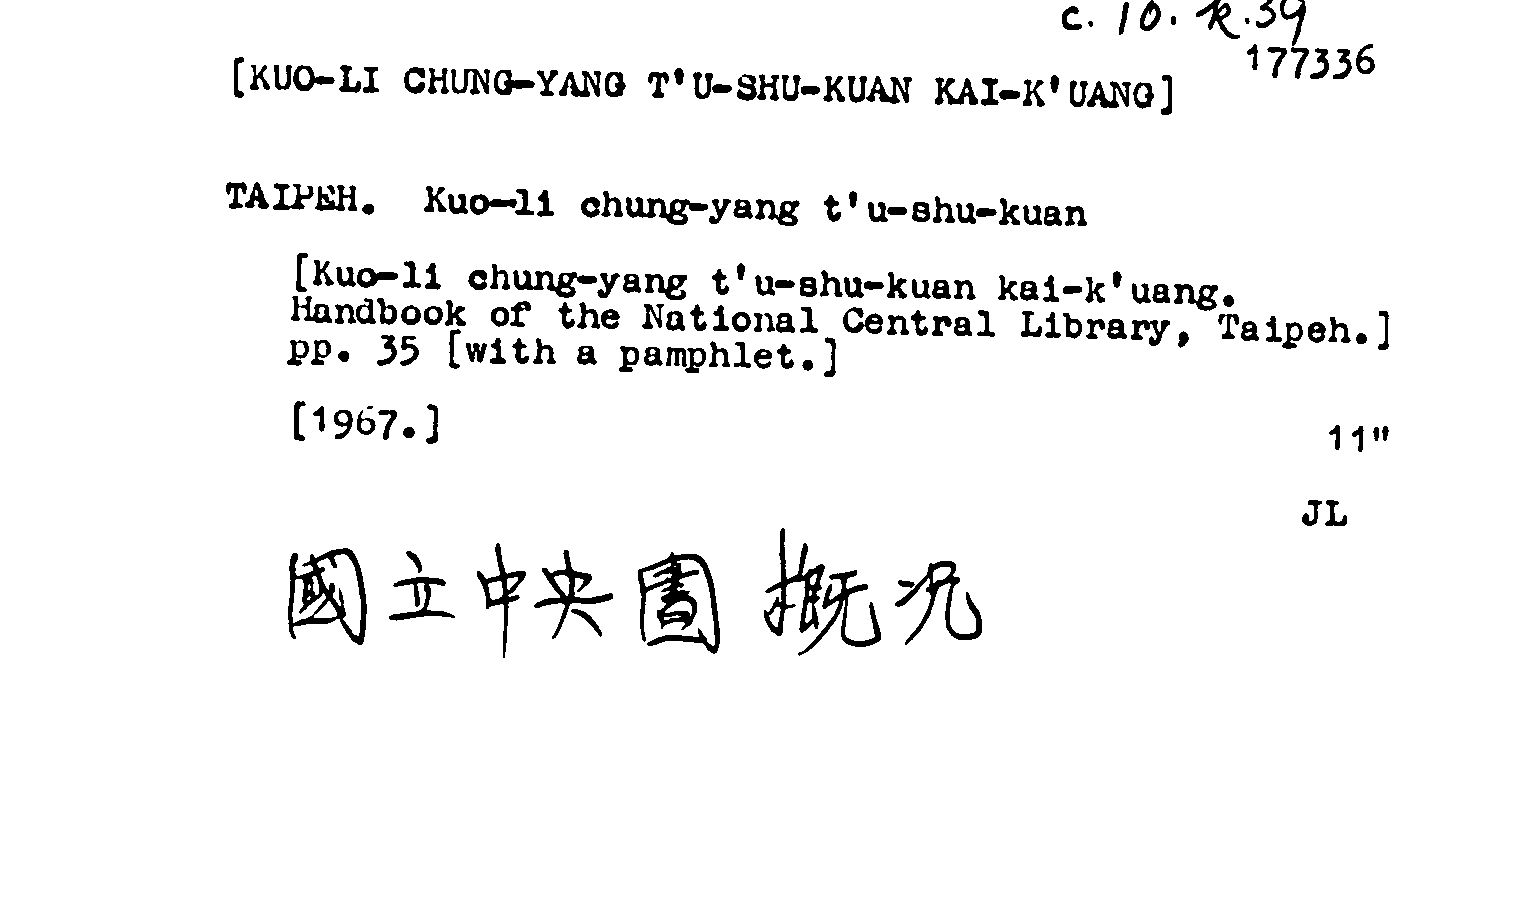 c. 10. k. 39
177336
[KUO-LI CHUNG-YANG T'U-SHU-KUAN KAI-K'UANG]
TAIPEH. Kuo-li chung-yang t'u-shu-kuan
[Kuo-li chung-yang t'u-shu-kuan kai-k'uang.
Handbook of the National Central Library, Taipeh.]
pp. 35 [with a pamphlet.]
[1967.]
11"
JL
國立中央圕 概况